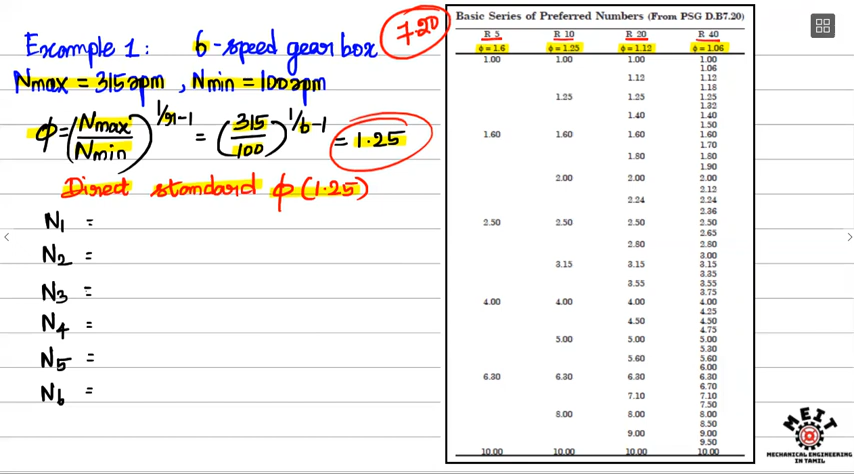 Example 1: 6-speed gear box 7.20
Nmax = 315 rpm, Nmin = 100 rpm
ϕ = (Nmax/Nmin)^1/n-1 = (315/100)^1/6-1 = 1.25
Direct standard ϕ (1.25)
N1 =
N2 =
N3 =
N4 =
N5 =
N6 =
Basic Series of Preferred Numbers (From PSG D.B7.20)
R 5 R 10 R 20 R 40
ϕ = 1.6 ϕ = 1.25 ϕ = 1.12 ϕ = 1.06
1.00 1.00 1.00 1.00
1.06
1.12 1.12
1.18
1.25 1.25 1.25
1.32
1.40 1.40
1.50
1.60 1.60 1.60 1.60
1.70
1.80 1.80
1.90
2.00 2.00 2.00
2.12
2.24 2.24
2.36
2.50 2.50 2.50 2.50
2.65
2.80 2.80
3.00
3.15 3.15 3.15
3.35
3.55 3.55
3.75
4.00 4.00 4.00 4.00
4.25
4.50 4.50
4.75
5.00 5.00 5.00
5.30
5.60 5.60
6.00
6.30 6.30 6.30 6.30
6.70
7.10 7.10
7.50
8.00 8.00 8.00
8.50
9.00 9.00
9.50
10.00 10.00 10.00 10.00
MEIT
MECHANICAL ENGINEERING
IN TAMIL